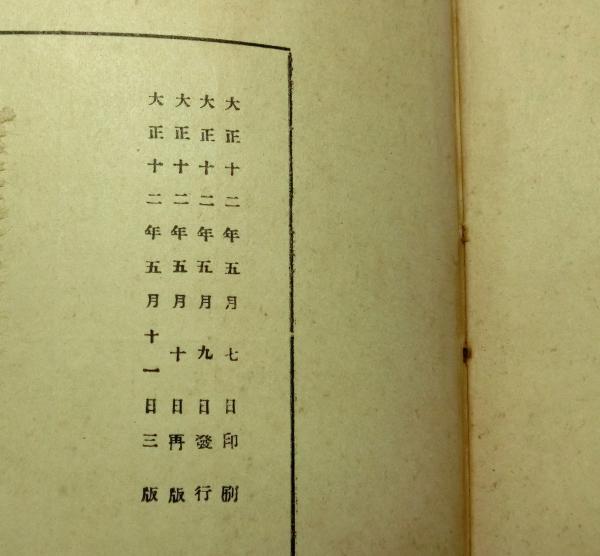 大正十二年五月七日印刷
大正十二年五月九日發行
大正十二年五月十日再版
大正十二年五月十一日三版